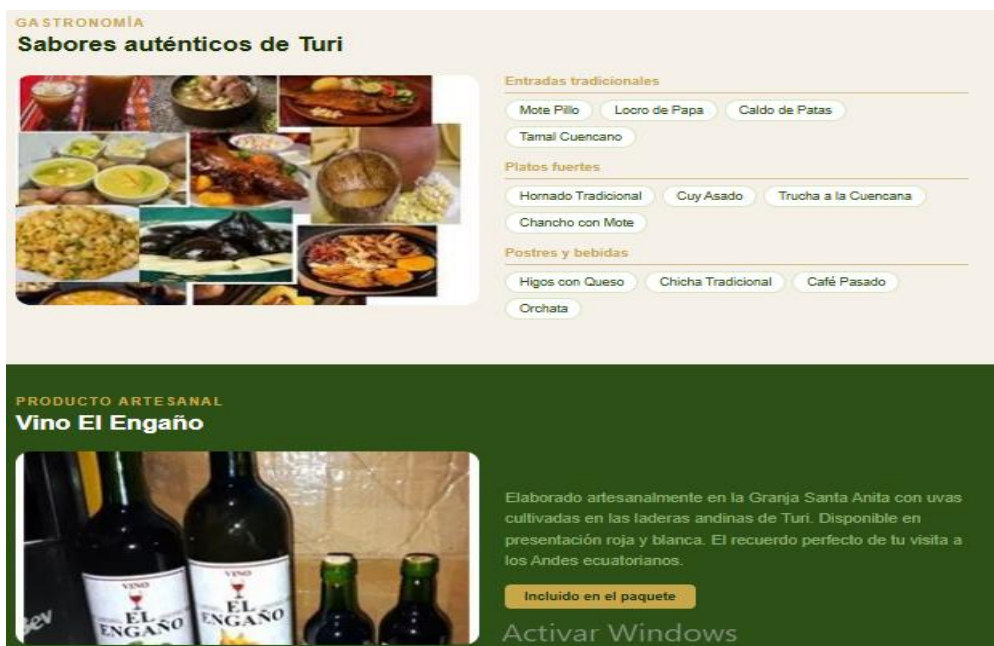 GASTRONOMÍA
Sabores auténticos de Turi
Entradas tradicionales
Mote Pillo Locro de Papa Caldo de Patas
Tamal Cuencano
Platos fuertes
Hornado Tradicional Cuy Asado Trucha a la Cuencana
Chancho con Mote
Postres y bebidas
Higos con Queso Chicha Tradicional Café Pasado
Orchata
PRODUCTO ARTESANAL
Vino El Engaño
VINO
EL
ENGAÑO
VINO
EL
ENGAÑO
Bev
Elaborado artesanalmente en la Granja Santa Anita con uvas
cultivadas en las laderas andinas de Turi. Disponible en
presentación roja y blanca. El recuerdo perfecto de tu visita a
los Andes ecuatorianos.
Incluido en el paquete
Activar Windows